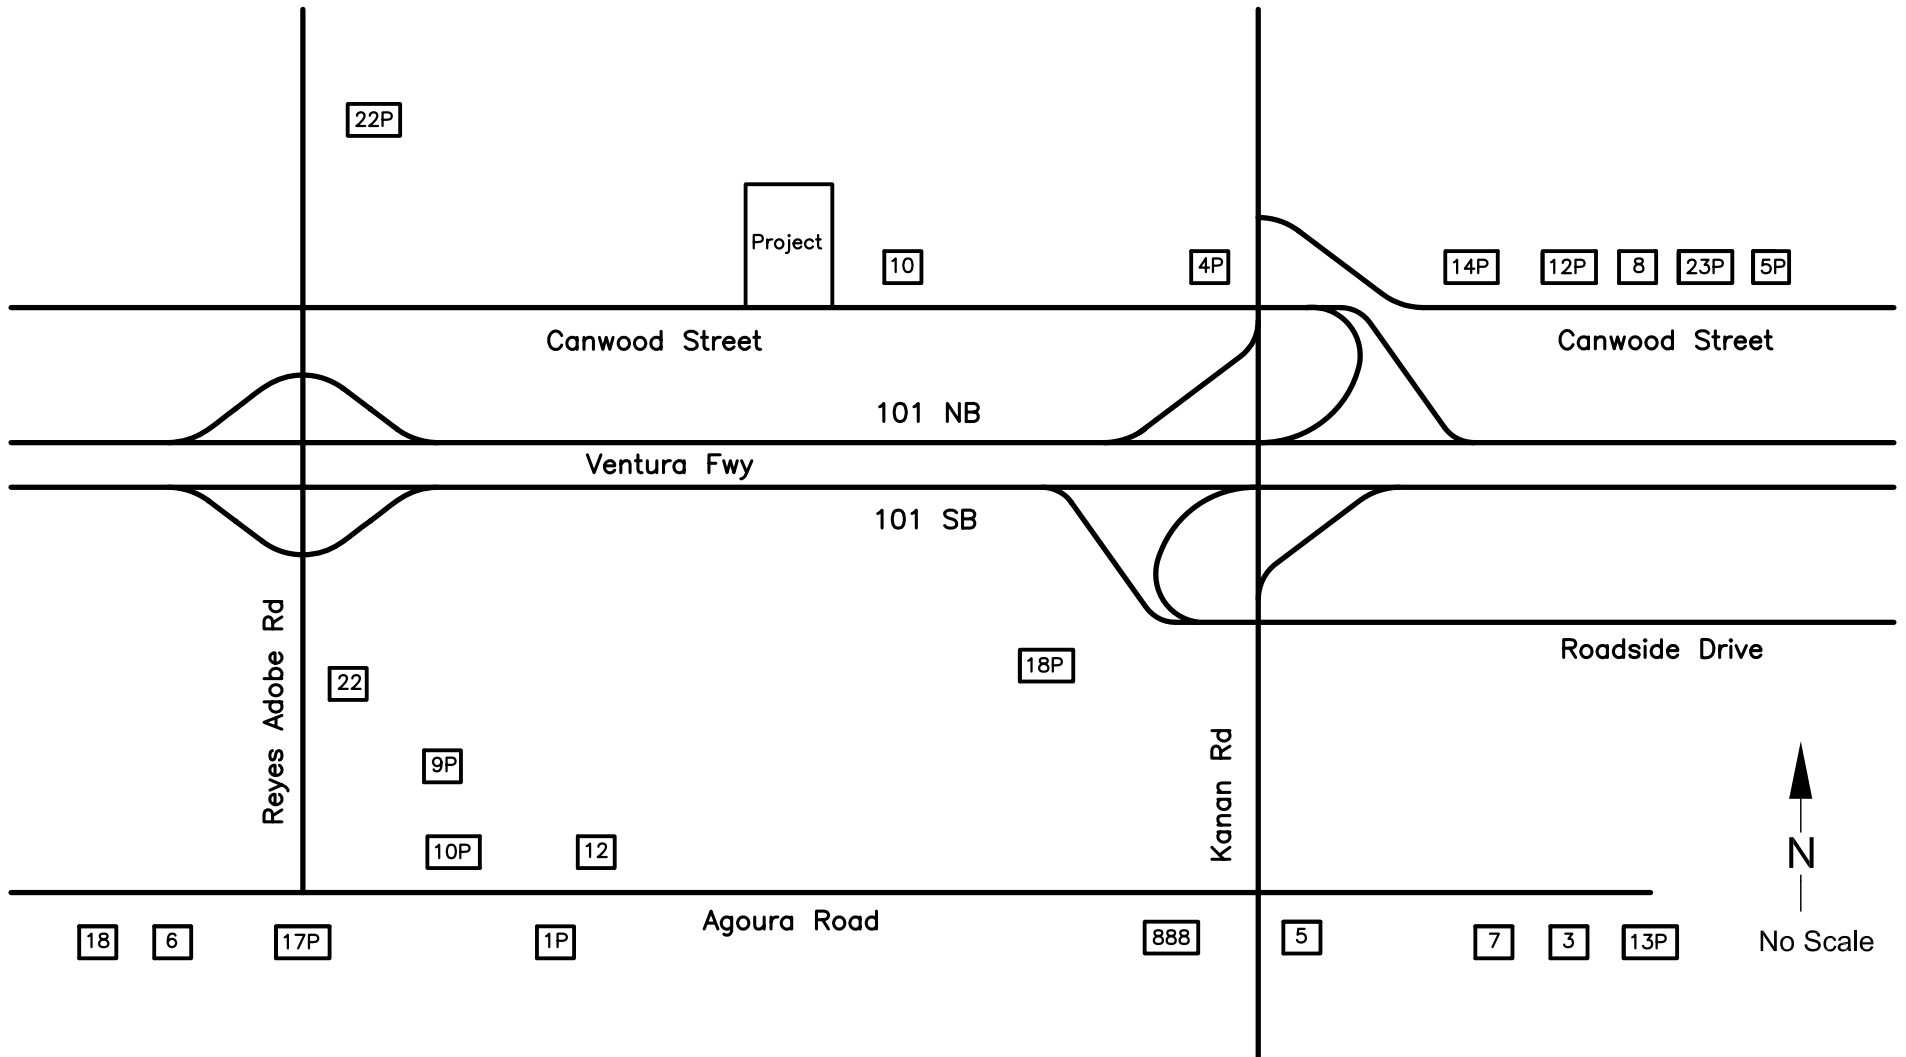 22P
Project
10
4P
14P
12P
8
23P
5P
Canwood Street
Canwood Street
101 NB
Ventura Fwy
101 SB
Reyes Adobe Rd
Roadside Drive
18P
22
Kanan Rd
9P
10P
12
N
Agoura Road
18
6
17P
1P
888
5
7
3
13P
No Scale